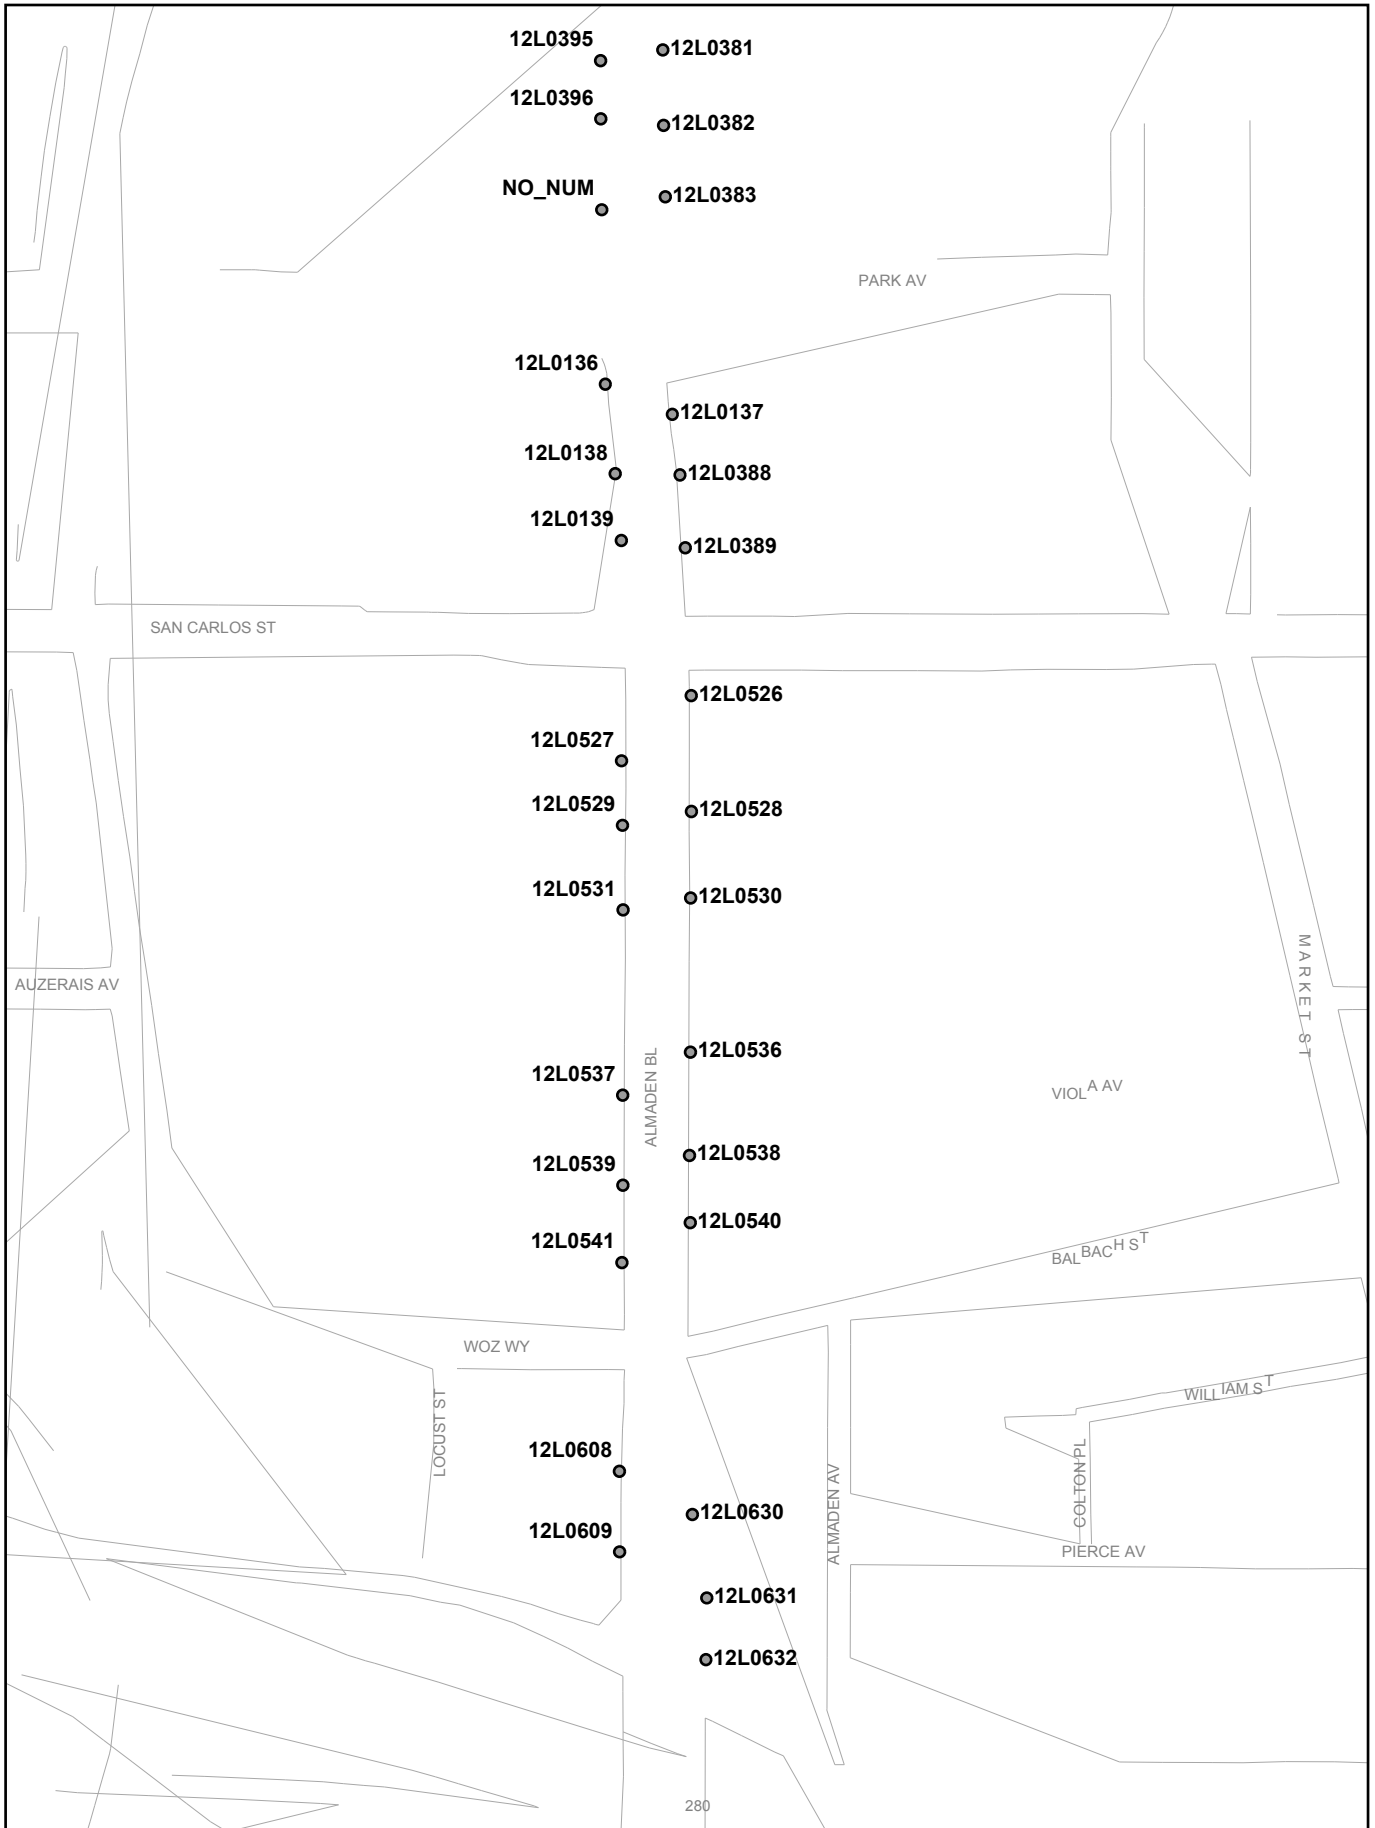 12L0395
12L0381
12L0396
12L0382
NO_NUM
12L0383
PARK AV
12L0136
12L0137
12L0138
12L0388
12L0139
12L0389
SAN CARLOS ST
12L0526
12L0527
12L0529
12L0528
12L0531
12L0530
MARKET ST
AUZERAIS AV
12L0536
ALMADEN BL
12L0537
VIOLA AV
12L0538
12L0539
12L0540
12L0541
BALBACH ST
WOZ WY
WILLIAM ST
LOCUST ST
12L0608
COLTON PL
ALMADEN AV
12L0630
12L0609
PIERCE AV
12L0631
12L0632
280